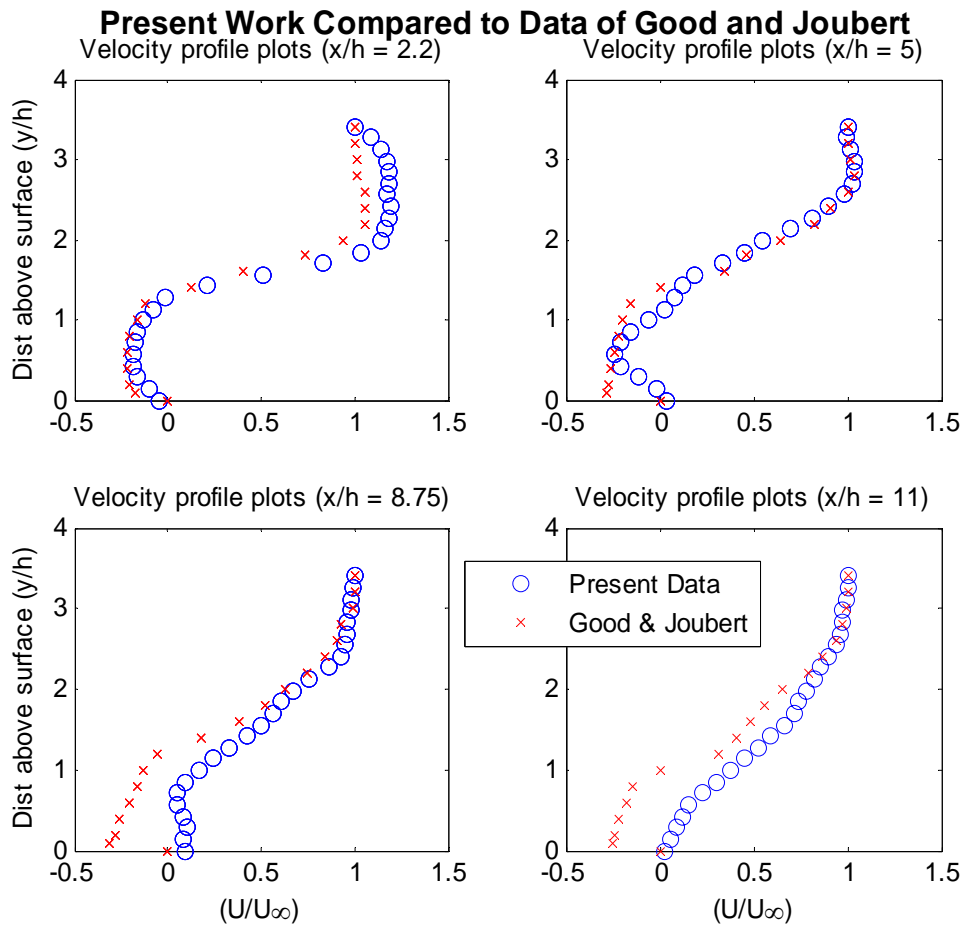 Present Work Compared to Data of Good and Joubert
Velocity profile plots (x/h = 2.2)
4
3
2
1
0
-0.5 0 0.5 1 1.5
Dist above surface (y/h)
Velocity profile plots (x/h = 5)
4
3
2
1
0
-0.5 0 0.5 1 1.5
Velocity profile plots (x/h = 8.75)
4
3
2
1
0
-0.5 0 0.5 1 1.5
Dist above surface (y/h)
(U/U∞)
Velocity profile plots (x/h = 11)
4
3
2
1
0
-0.5 0 0.5 1 1.5
(U/U∞)
Present Data
Good & Joubert